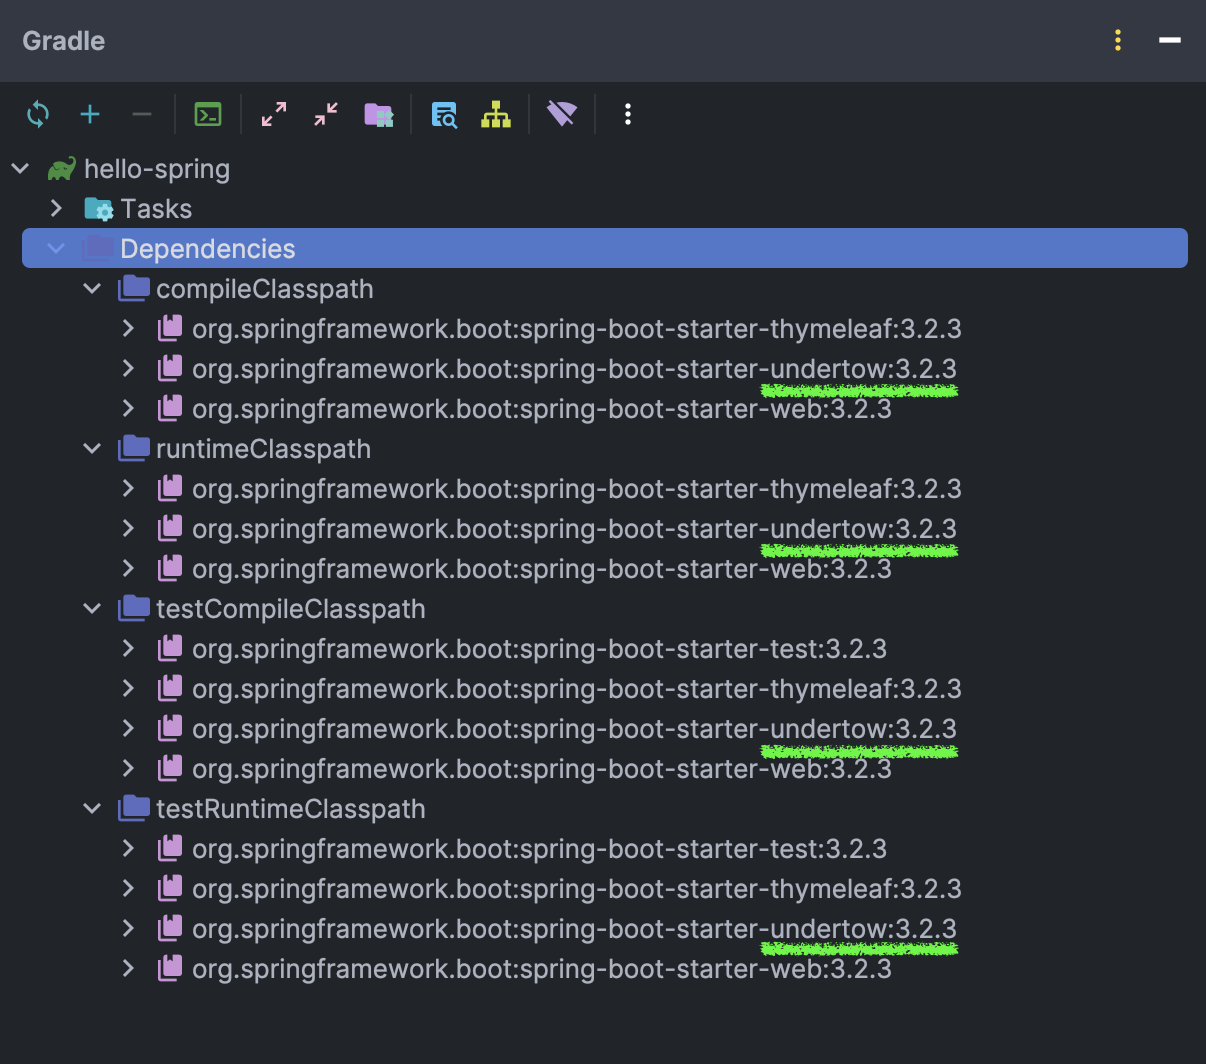 Gradle
hello-spring
Tasks
Dependencies
compileClasspath
org.springframework.boot:spring-boot-starter-thymeleaf:3.2.3
org.springframework.boot:spring-boot-starter-undertow:3.2.3
org.springframework.boot:spring-boot-starter-web:3.2.3
runtimeClasspath
org.springframework.boot:spring-boot-starter-thymeleaf:3.2.3
org.springframework.boot:spring-boot-starter-undertow:3.2.3
org.springframework.boot:spring-boot-starter-web:3.2.3
testCompileClasspath
org.springframework.boot:spring-boot-starter-test:3.2.3
org.springframework.boot:spring-boot-starter-thymeleaf:3.2.3
org.springframework.boot:spring-boot-starter-undertow:3.2.3
org.springframework.boot:spring-boot-starter-web:3.2.3
testRuntimeClasspath
org.springframework.boot:spring-boot-starter-test:3.2.3
org.springframework.boot:spring-boot-starter-thymeleaf:3.2.3
org.springframework.boot:spring-boot-starter-undertow:3.2.3
org.springframework.boot:spring-boot-starter-web:3.2.3